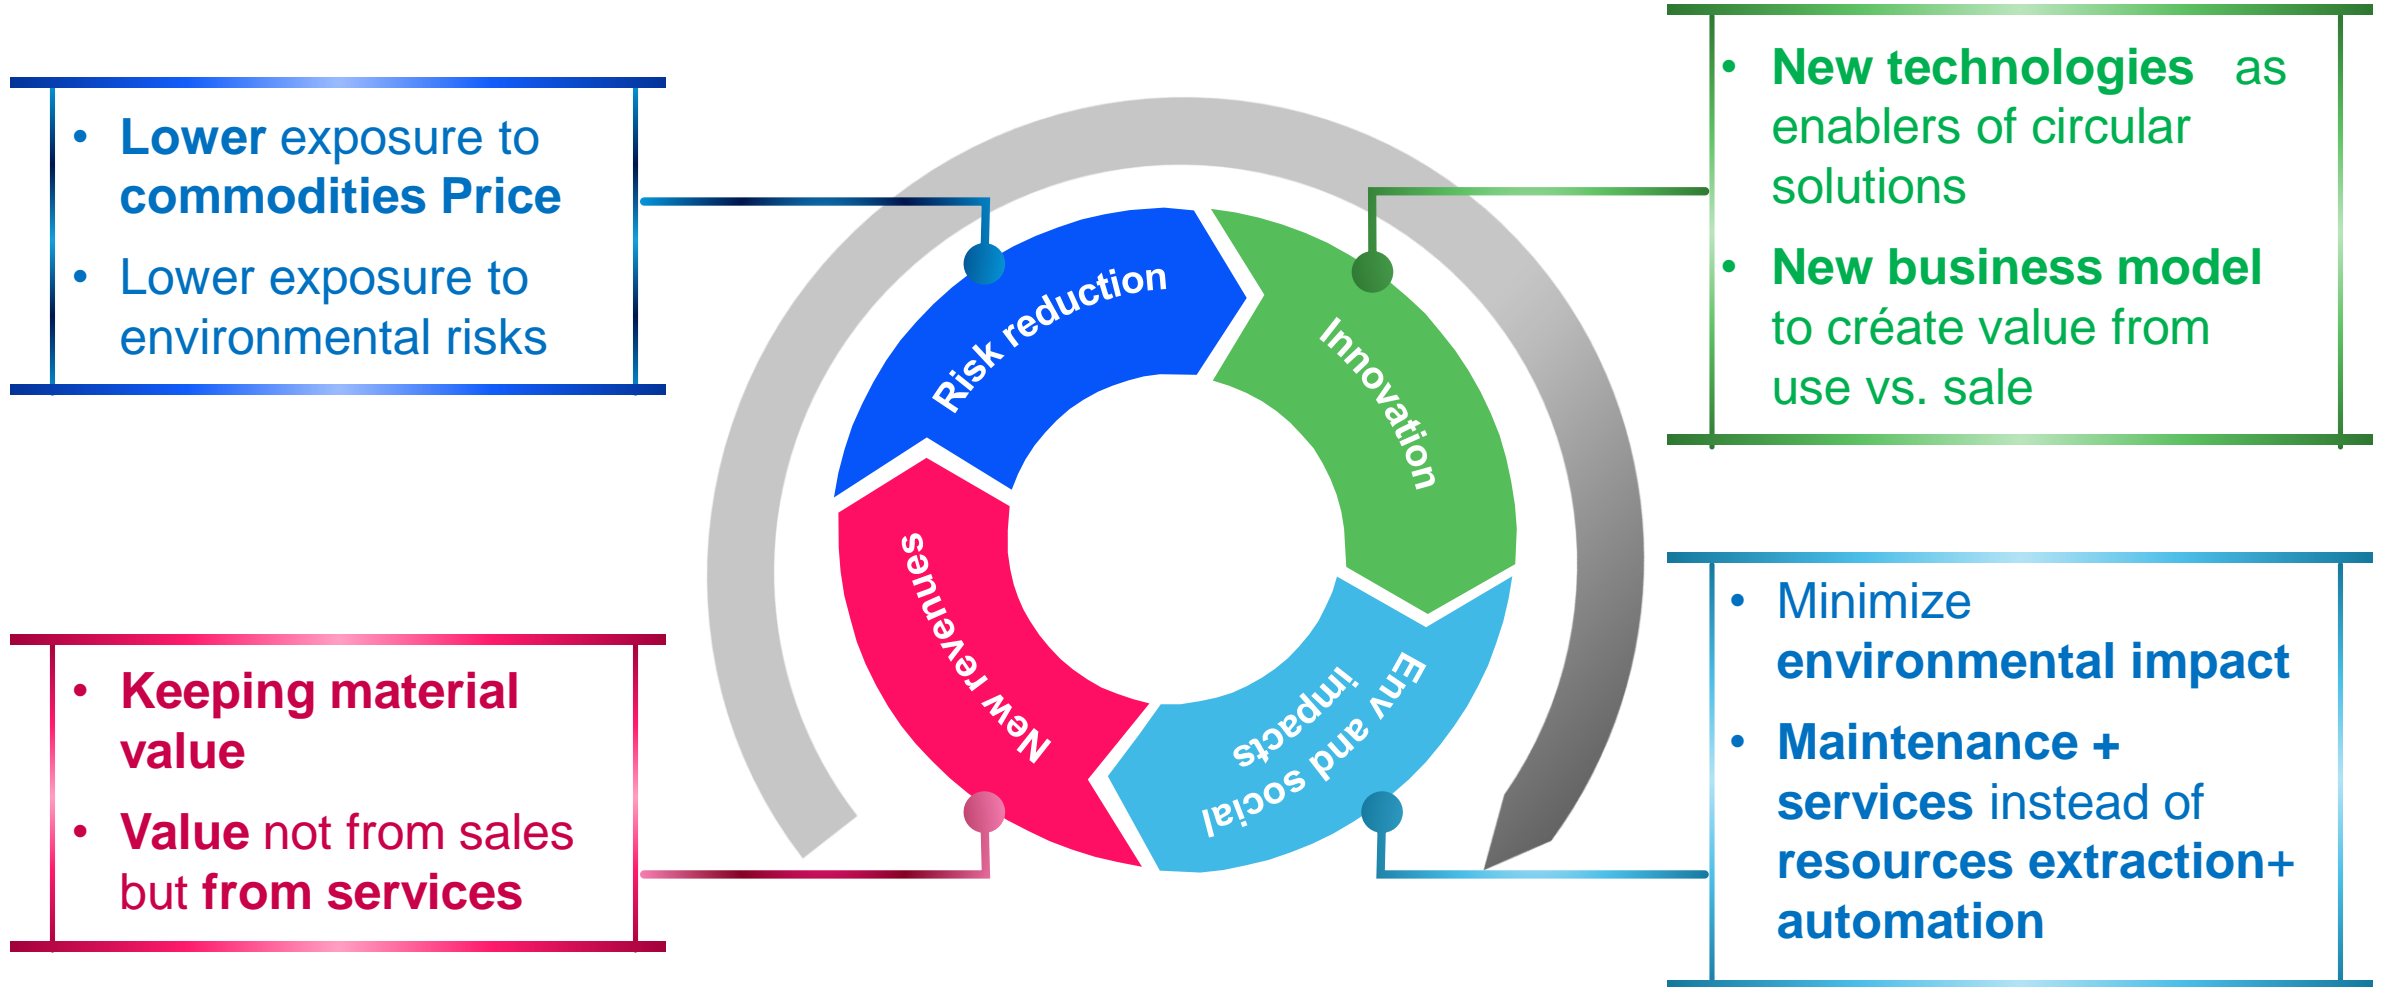 • Lower exposure to
commodities Price
• Lower exposure to
environmental risks
• New technologies as
enablers of circular
solutions
• New business model
to créate value from
use vs. sale
Risk reduction
Innovation
New revenues
Env and social
impacts
• Keeping material
value
• Value not from sales
but from services
• Minimize
environmental impact
• Maintenance +
services instead of
resources extraction+
automation